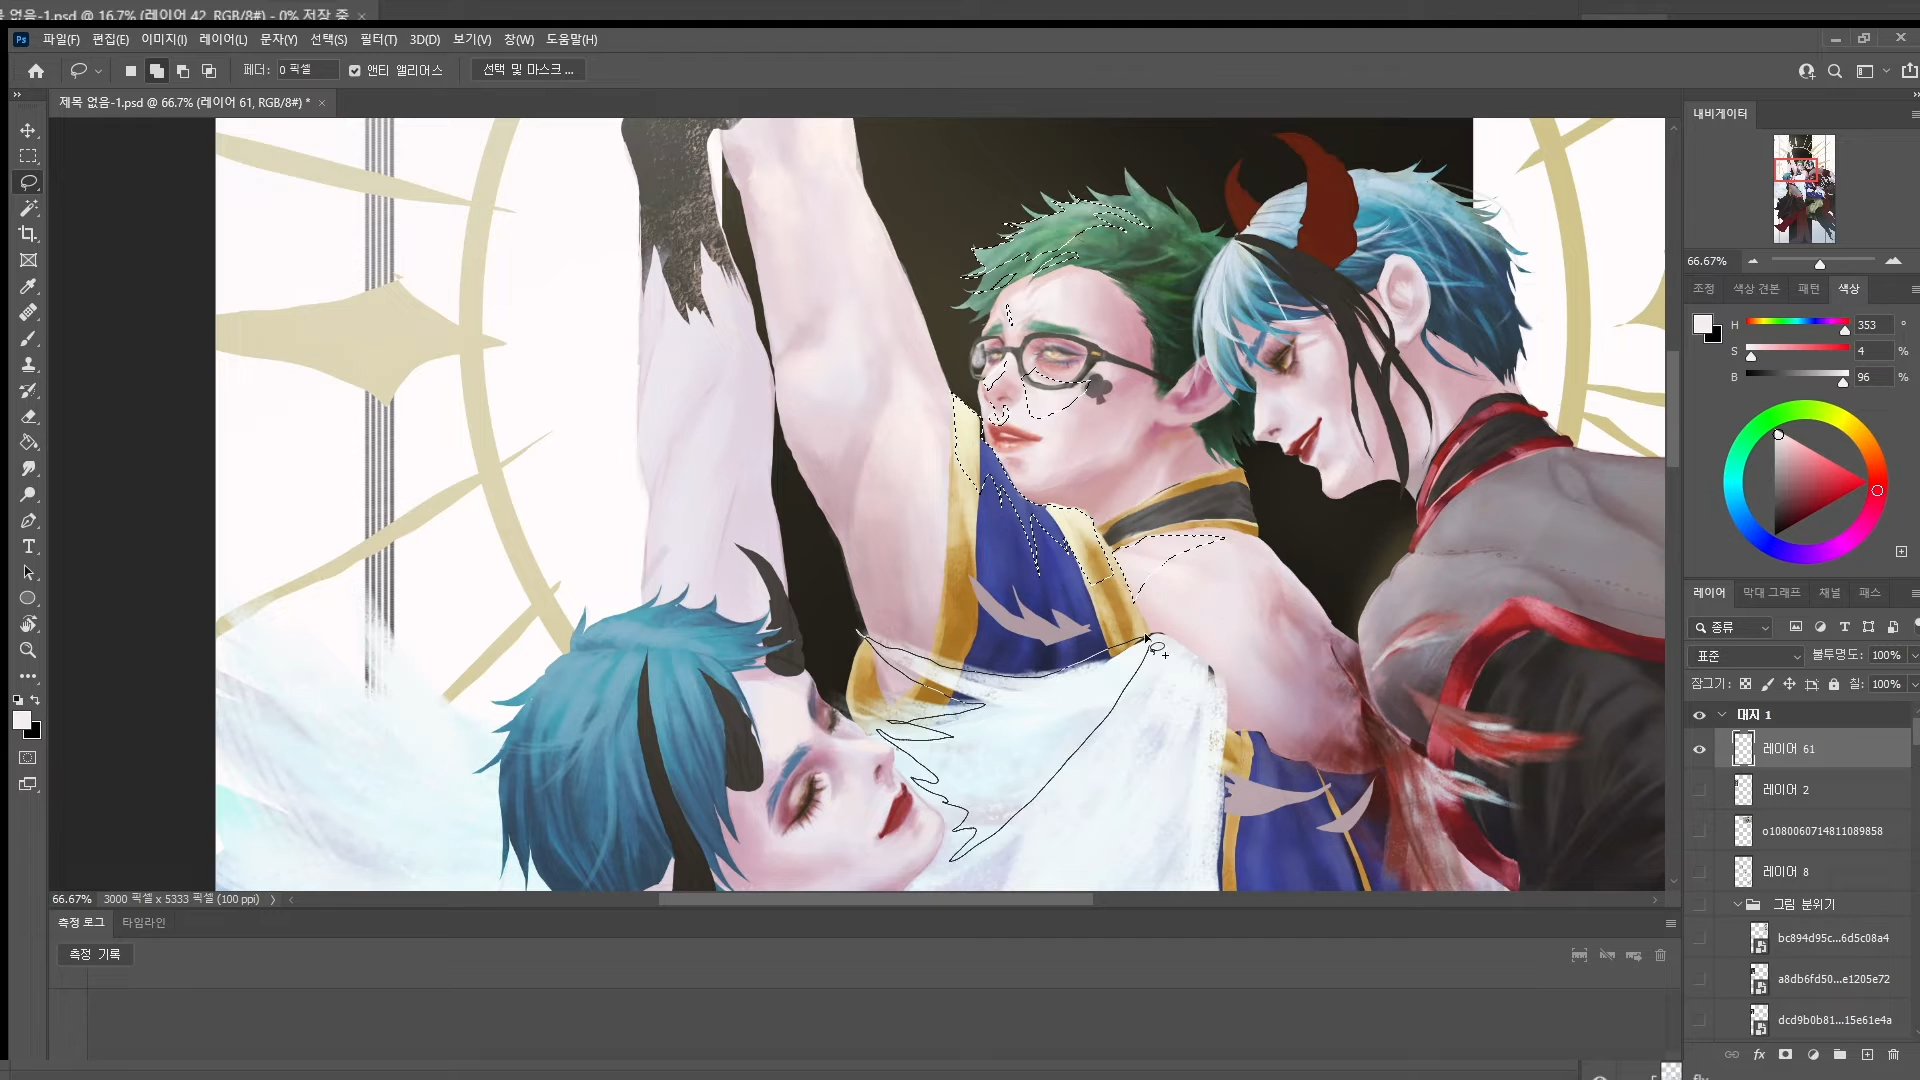 없음-1.psd @ 16.7% (레이어 42, RGB/8#) - 0% 저장 중 ×
Ps 파일(F) 편집(E) 이미지(I) 레이어(L) 문자(Y) 선택(S) 필터(T) 3D(D) 보기(V) 창(W) 도움말(H)
페더: 0 픽셀 앤티 앨리어스 선택 및 마스크 ...
제목 없음-1.psd @ 66.7% (레이어 61, RGB/8#) * ×
내비게이터
66.67%
조정 색상 견본 패턴 색상
H 353 °
S 4 %
B 96 %
레이어 막대 그래프 채널 패스
종류
표준 불투명도: 100%
잠그기: 칠: 100%
대지 1
레이어 61
레이어 2
o1080060714811089858
레이어 8
그림 분위기
bc894d95c...6d5c08a4
a8db6fd50...e1205e72
dcd9b0b81...15e61e4a
fx
66.67% 3000 픽셀 x 5333 픽셀 (100 ppi)
측정 로그 타임라인
측정 기록